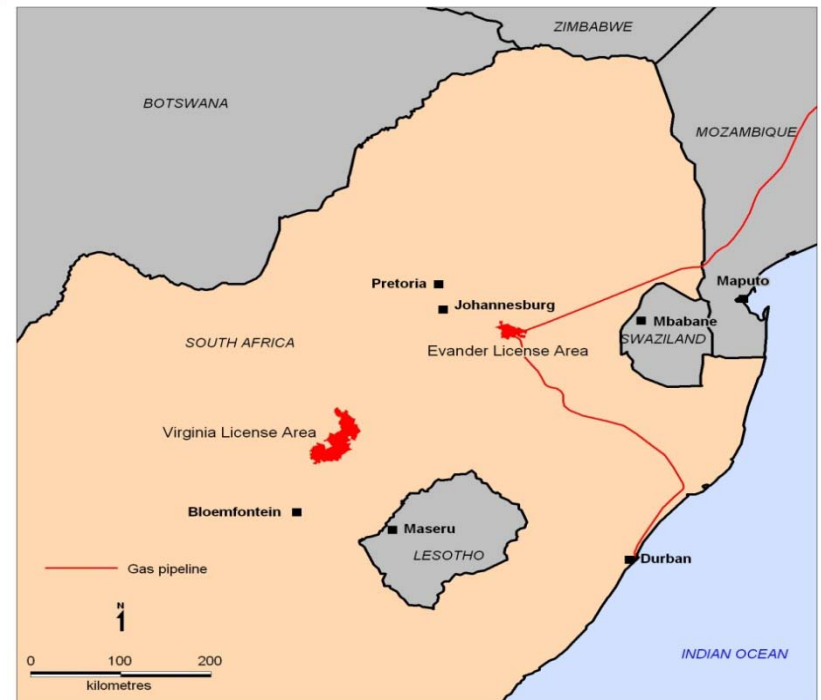 ZIMBABWE
BOTSWANA
MOZAMBIQUE
Pretoria
Maputo
Johannesburg
Mbabane
SOUTH AFRICA
SWAZILAND
Evander License Area
Virginia License Area
Bloemfontein
Maseru
LESOTHO
Durban
Gas pipeline
N
INDIAN OCEAN
0 100 200
kilometres